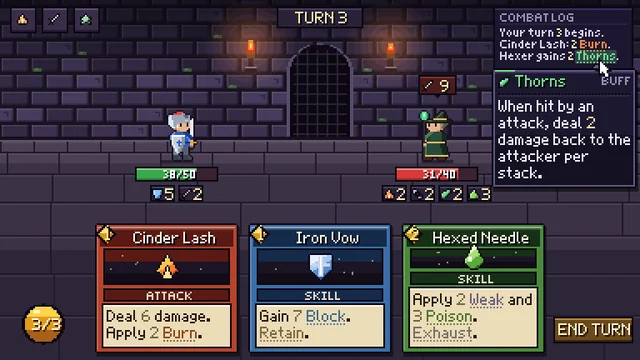 TURN 3
COMBAT LOG
Your turn 3 begins.
Cinder Lash: 2 Burn.
Hexer gains 2 Thorns.
Thorns BUFF
When hit by an
attack, deal 2
damage back to the
attacker per
stack.
9
38/50
31/40
5 2
2 2 2 3
1 Cinder Lash
ATTACK
Deal 6 damage.
Apply 2 Burn.
1 Iron Vow
SKILL
Gain 7 Block.
Retain.
2 Hexed Needle
SKILL
Apply 2 Weak and
3 Poison.
Exhaust.
3/3
END TURN